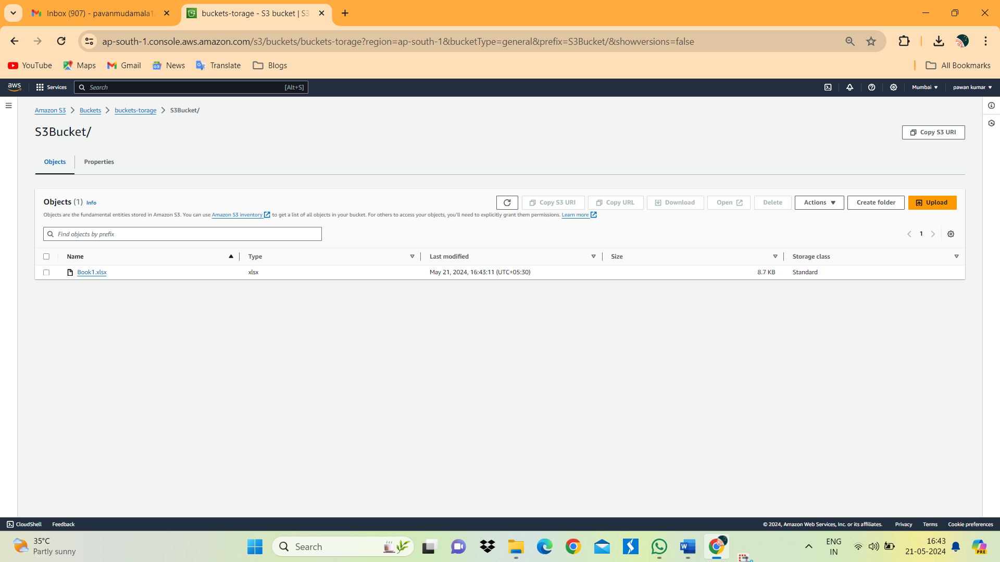 Inbox (907) - pavanmudamala1
buckets-torage - S3 bucket | S3
ap-south-1.console.aws.amazon.com/s3/buckets/buckets-torage?region=ap-south-1&bucketType=general&prefix=S3Bucket/&showversions=false
YouTube Maps Gmail News Translate Blogs All Bookmarks
aws Services Search [Alt+S] Mumbai pawan kumar
Amazon S3 Buckets buckets-torage S3Bucket/
S3Bucket/
Copy S3 URI
Objects Properties
Objects (1) Info
Copy S3 URI Copy URL Download Open Delete Actions Create folder Upload
Objects are the fundamental entities stored in Amazon S3. You can use Amazon S3 inventory to get a list of all objects in your bucket. For others to access your objects, you'll need to explicitly grant them permissions. Learn more
Find objects by prefix
1
Name Type Last modified Size Storage class
Book1.xlsx xlsx May 21, 2024, 16:43:11 (UTC+05:30) 8.7 KB Standard
CloudShell Feedback © 2024, Amazon Web Services, Inc. or its affiliates. Privacy Terms Cookie preferences
35°C
Partly sunny
Search
ENG
IN
16:43
21-05-2024
PRE